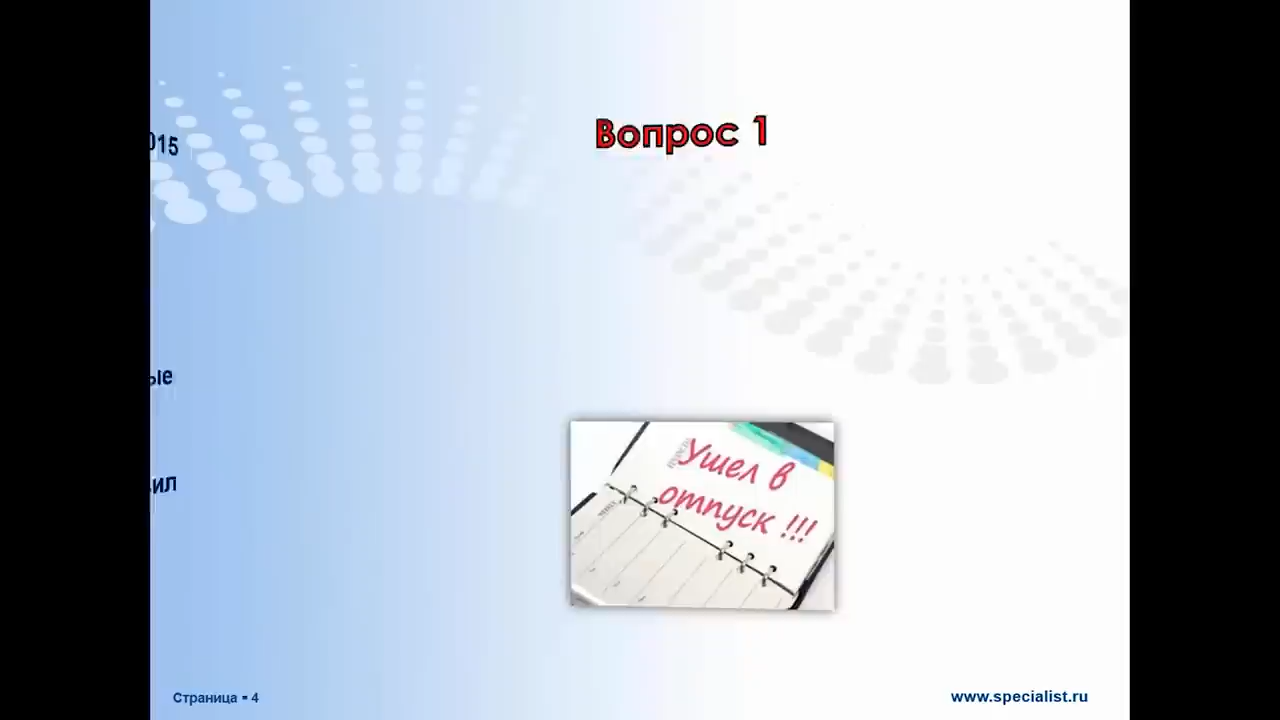 Вопрос 1
015
ые
ил
Ушел в
отпуск !!!
Страница ▪ 4
www.specialist.ru